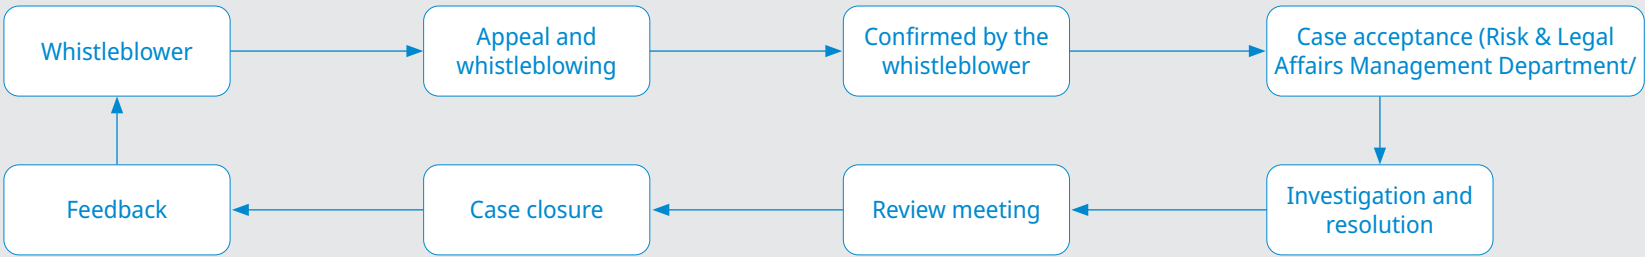 Whistleblower
Appeal and
whistleblowing
Confirmed by the
whistleblower
Case acceptance (Risk & Legal
Affairs Management Department/
Feedback
Case closure
Review meeting
Investigation and
resolution